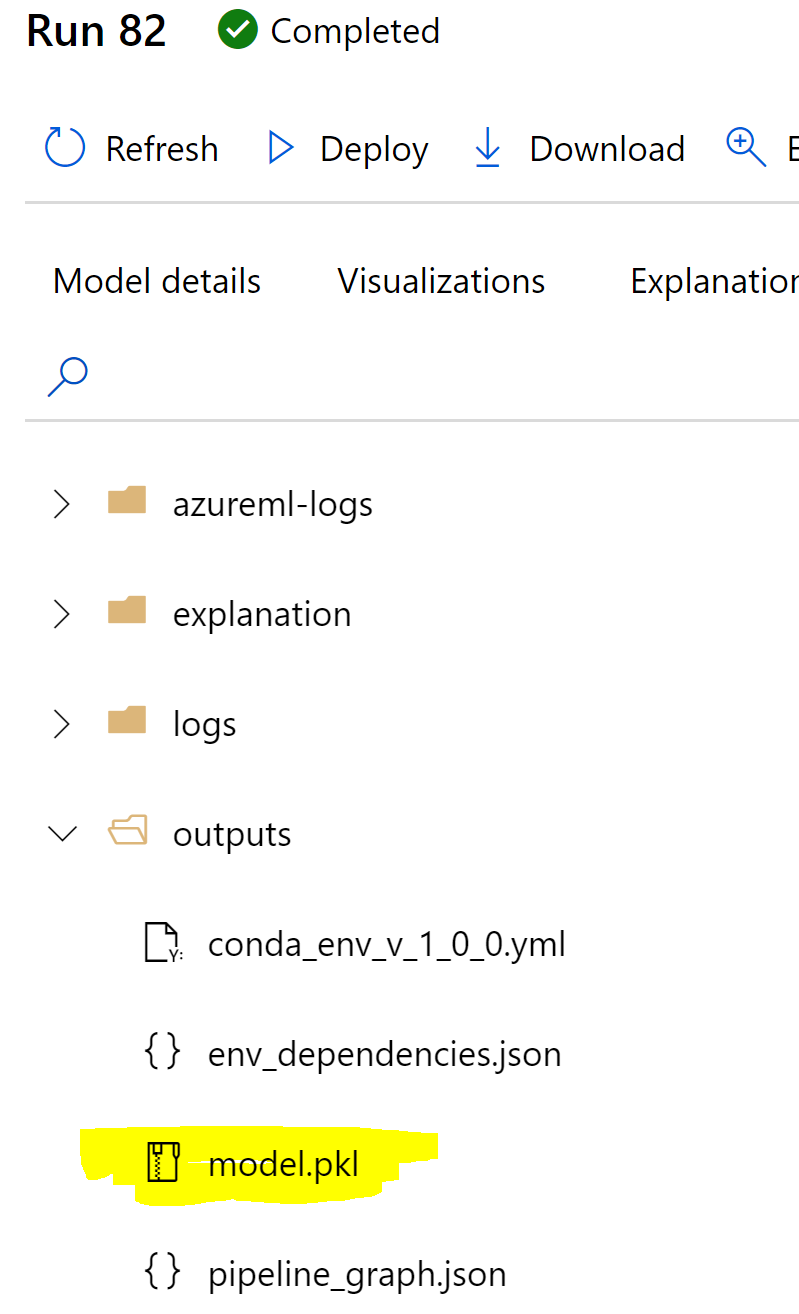 Run 82 Completed
Refresh Deploy Download
Model details Visualizations
azureml-logs
explanation
logs
outputs
conda_env_v_1_0_0.yml
env_dependencies.json
model.pkl
pipeline_graph.json